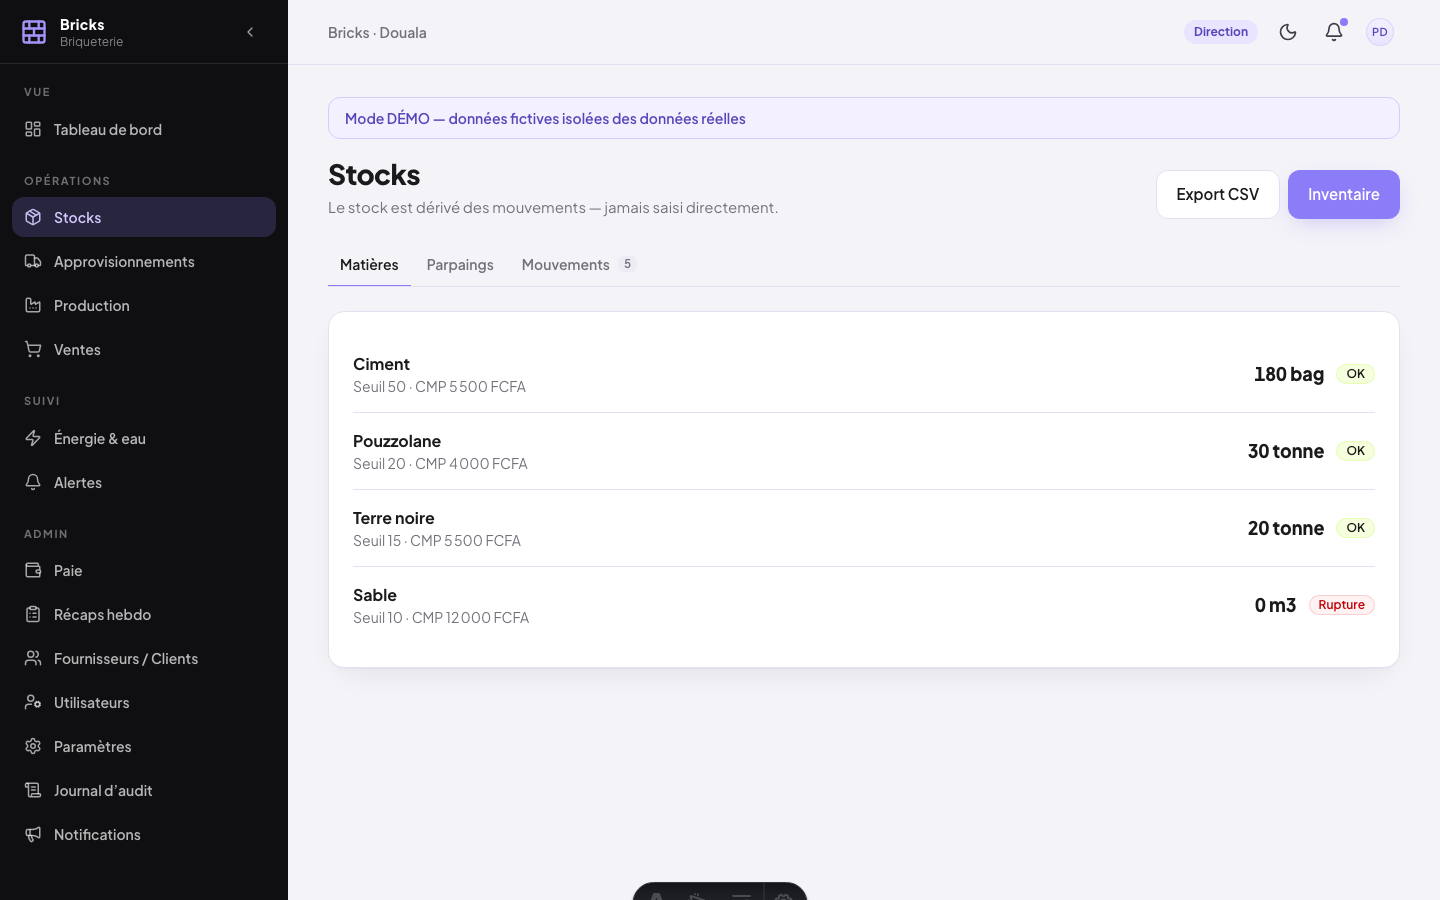 Bricks
Briqueterie
VUE
Tableau de bord
OPÉRATIONS
Stocks
Approvisionnements
Production
Ventes
SUIVI
Énergie & eau
Alertes
ADMIN
Paie
Récaps hebdo
Fournisseurs / Clients
Utilisateurs
Paramètres
Journal d’audit
Notifications
Bricks · Douala
Direction
PD
Mode DÉMO — données fictives isolées des données réelles
Stocks
Le stock est dérivé des mouvements — jamais saisi directement.
Export CSV
Inventaire
Matières
Parpaings
Mouvements 5
Ciment
Seuil 50 · CMP 5 500 FCFA
180 bag OK
Pouzzolane
Seuil 20 · CMP 4 000 FCFA
30 tonne OK
Terre noire
Seuil 15 · CMP 5 500 FCFA
20 tonne OK
Sable
Seuil 10 · CMP 12 000 FCFA
0 m3 Rupture